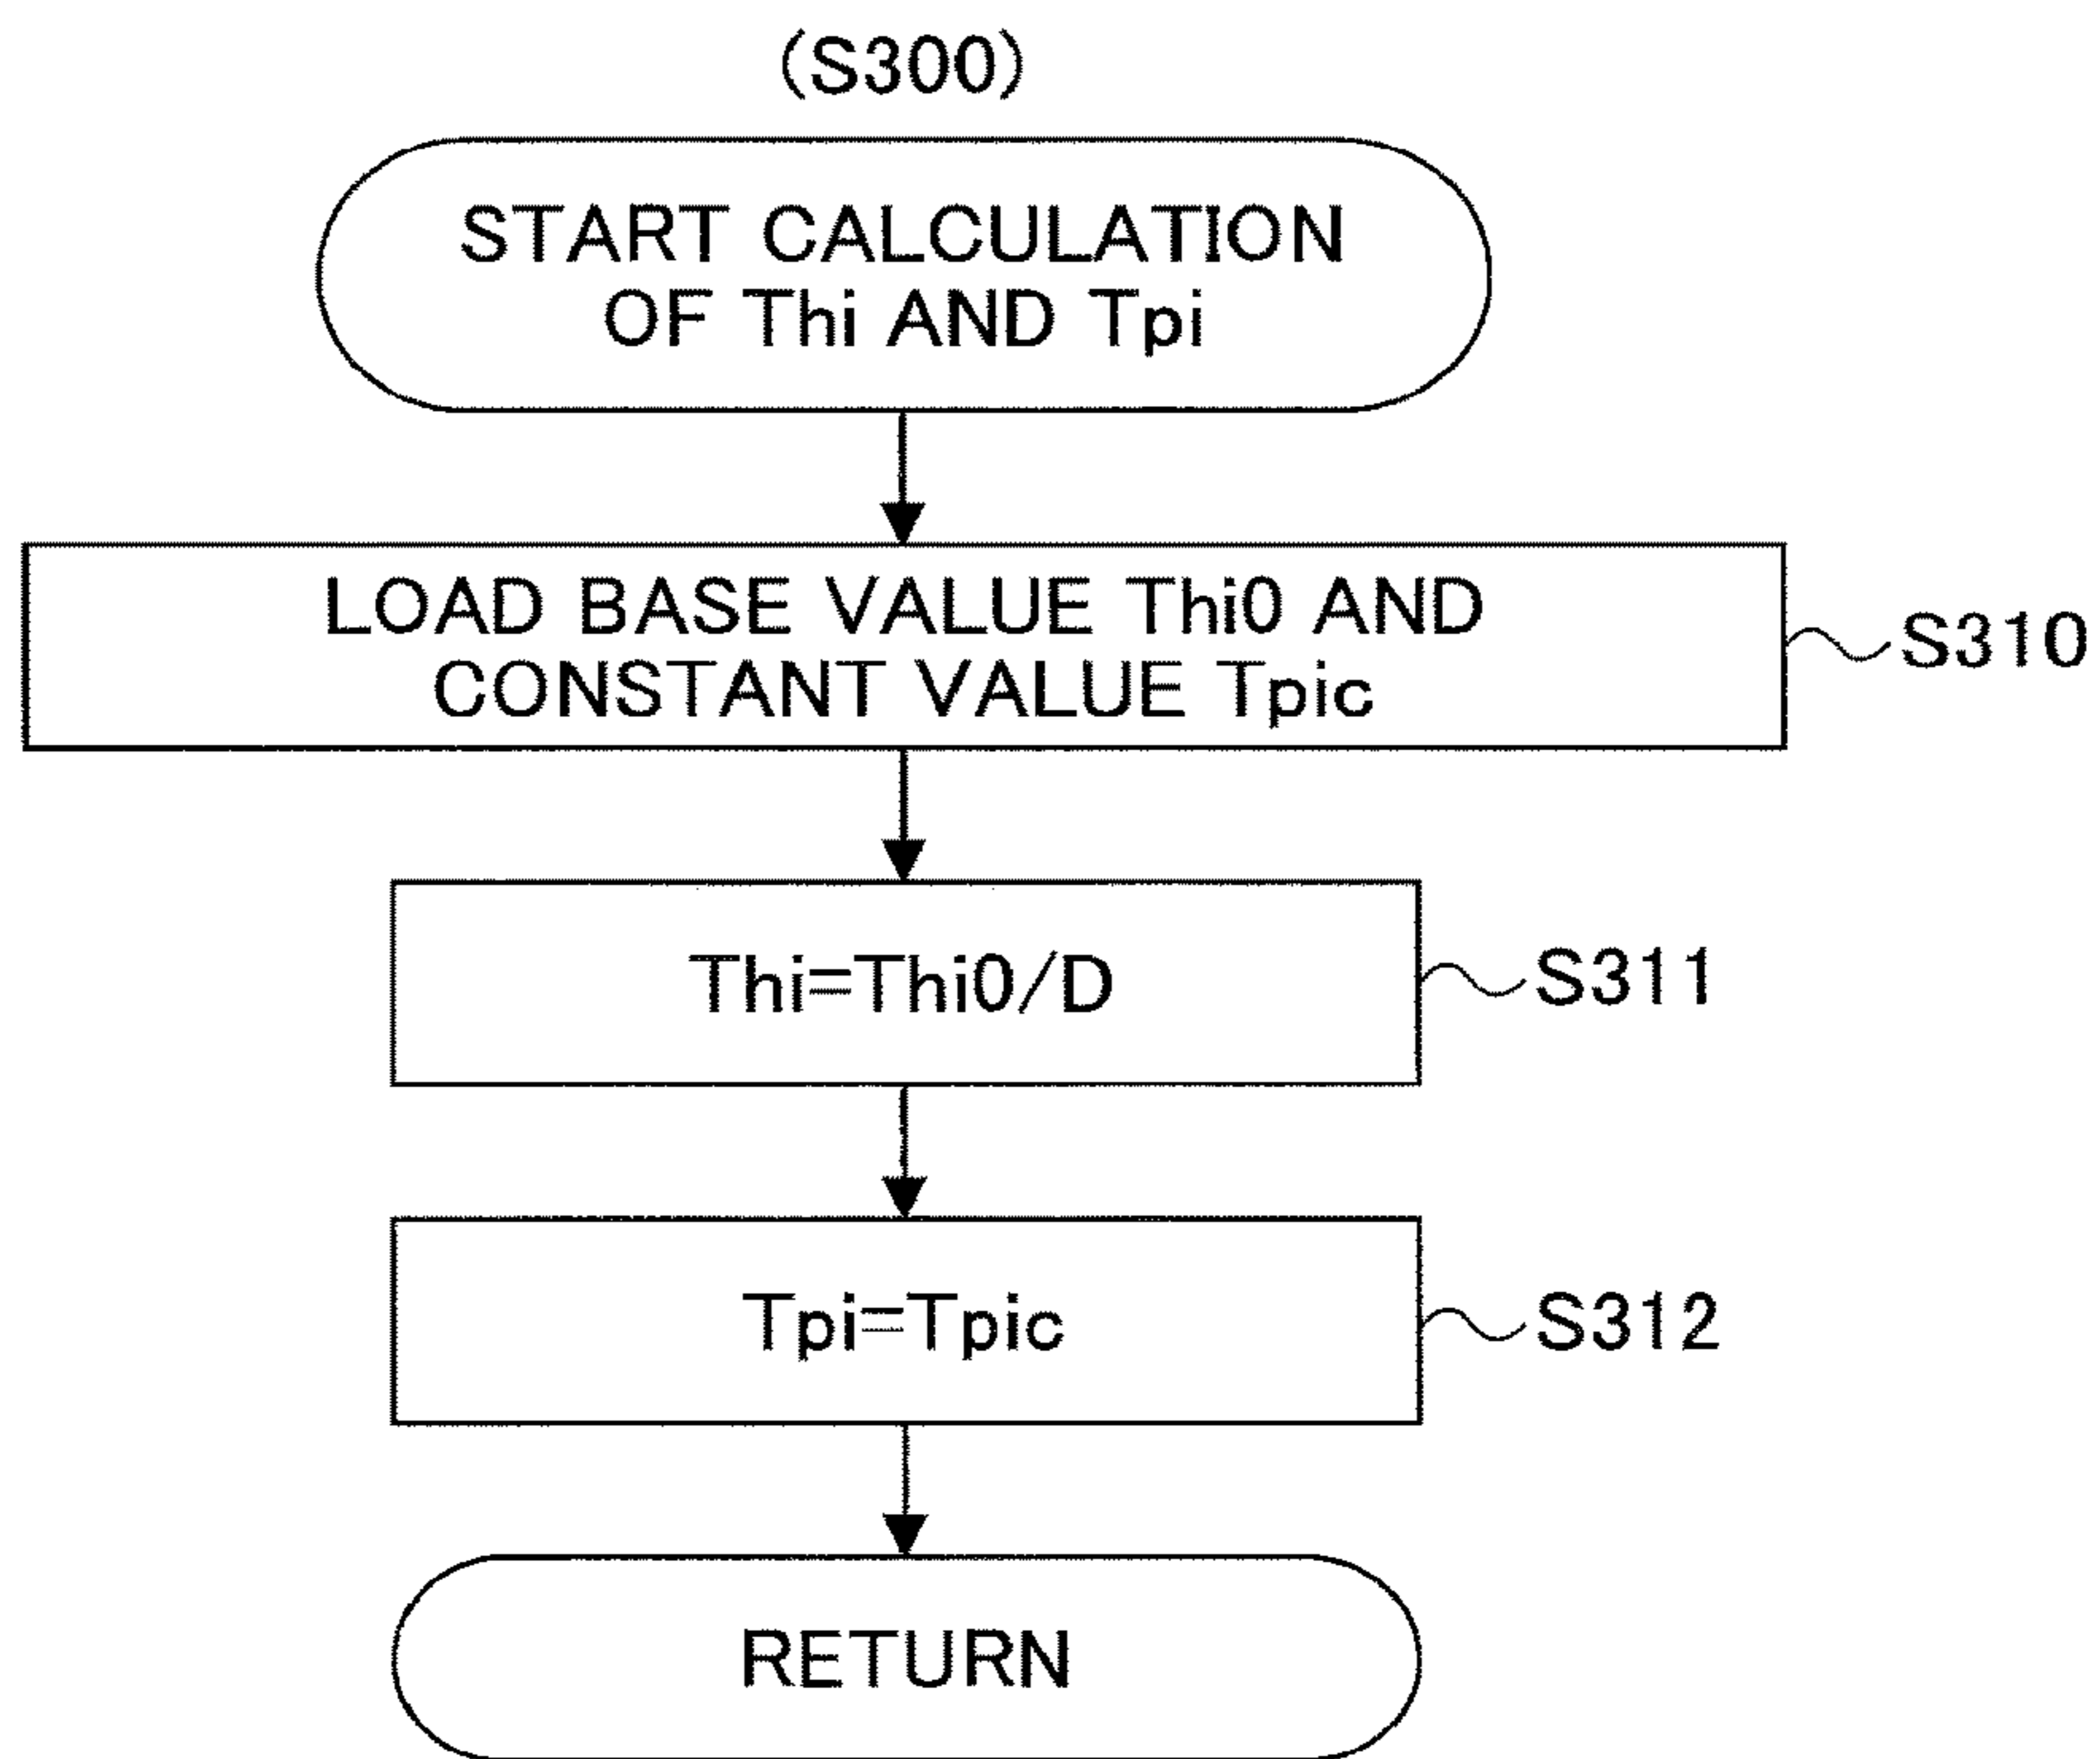 (S300)
START CALCULATION
OF Thi AND Tpi
LOAD BASE VALUE Thi0 AND
CONSTANT VALUE Tpic
S310
Thi=Thi0/D
S311
Tpi=Tpic
S312
RETURN